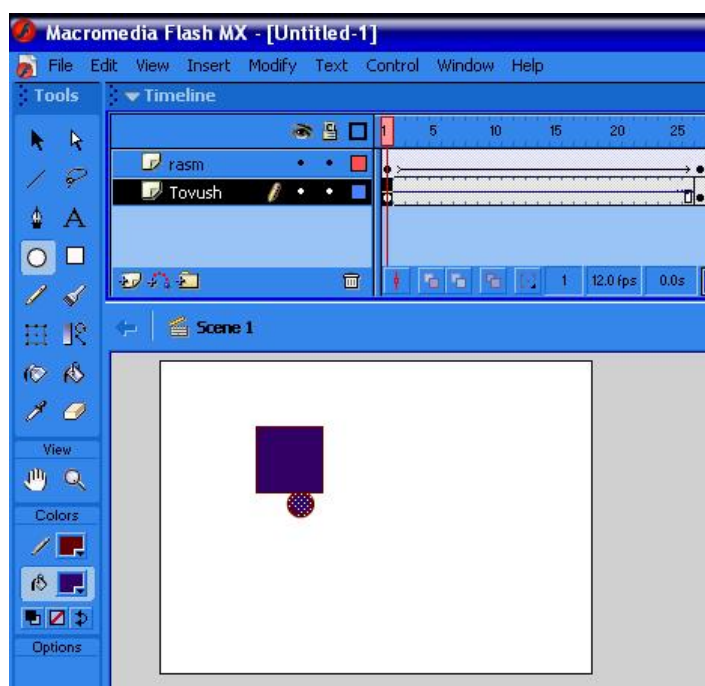 Macromedia Flash MX - [Untitled-1]
File Edit View Insert Modify Text Control Window Help
Tools
Timeline
1 5 10 15 20 25
rasm
Tovush
1 12.0 fps 0.0s
Scene 1
A
View
Colors
Options